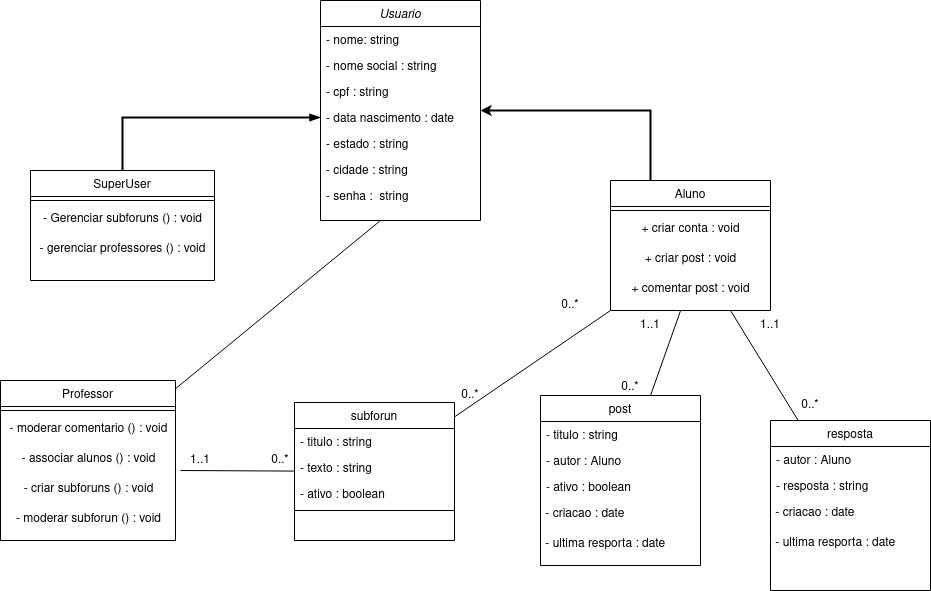 Usuario
- nome: string
- nome social : string
- cpf : string
- data nascimento : date
- estado : string
- cidade : string
- senha :  string
SuperUser
- Gerenciar subforuns () : void
- gerenciar professores () : void
Aluno
+ criar conta : void
+ criar post : void
+ comentar post : void
0..*
1..1
1..1
0..*
0..*
0..*
Professor
- moderar comentario () : void
- associar alunos () : void
- criar subforuns () : void
- moderar subforun () : void
1..1
0..*
subforun
- titulo : string
- texto : string
- ativo : boolean
post
- titulo : string
- autor : Aluno
- ativo : boolean
- criacao : date
- ultima resporta : date
resposta
- autor : Aluno
- resposta : string
- criacao : date
- ultima resporta : date